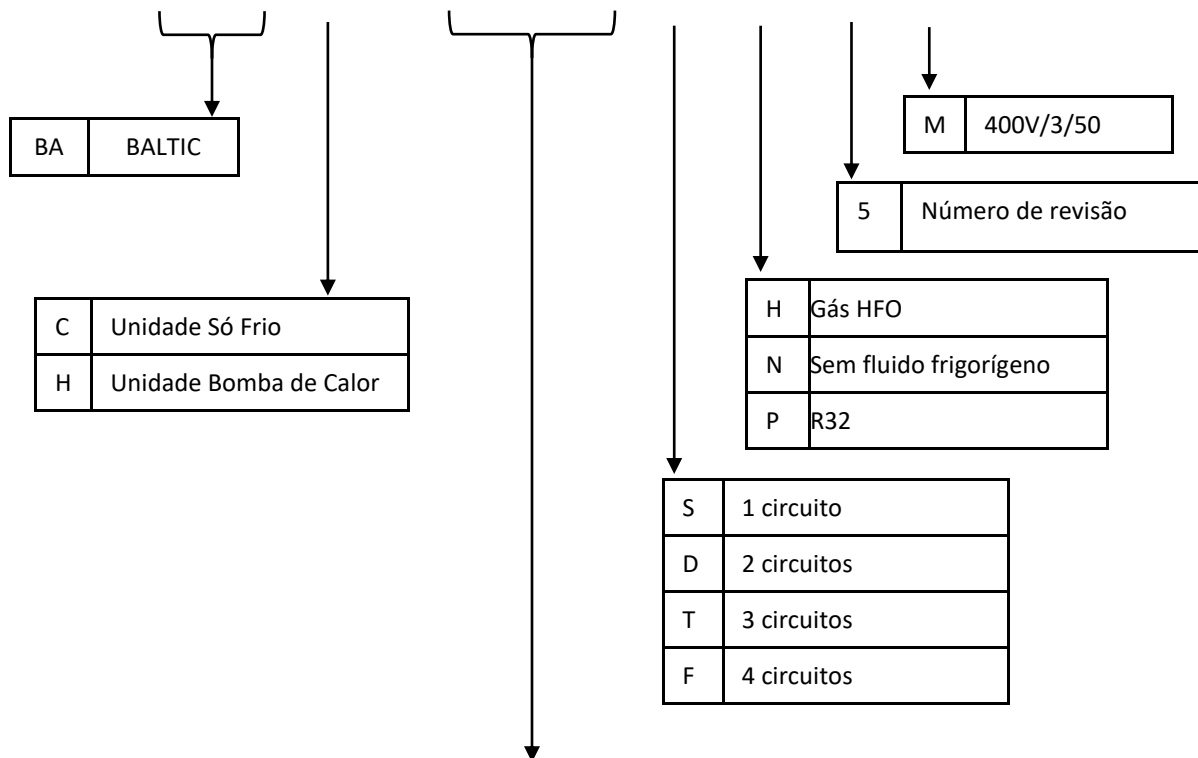 M 400V/3/50
BA BALTIC
5 Número de revisão
C Unidade Só Frio
H Unidade Bomba de Calor
H Gás HFO
N Sem fluido frigorígeno
P R32
S 1 circuito
D 2 circuitos
T 3 circuitos
F 4 circuitos